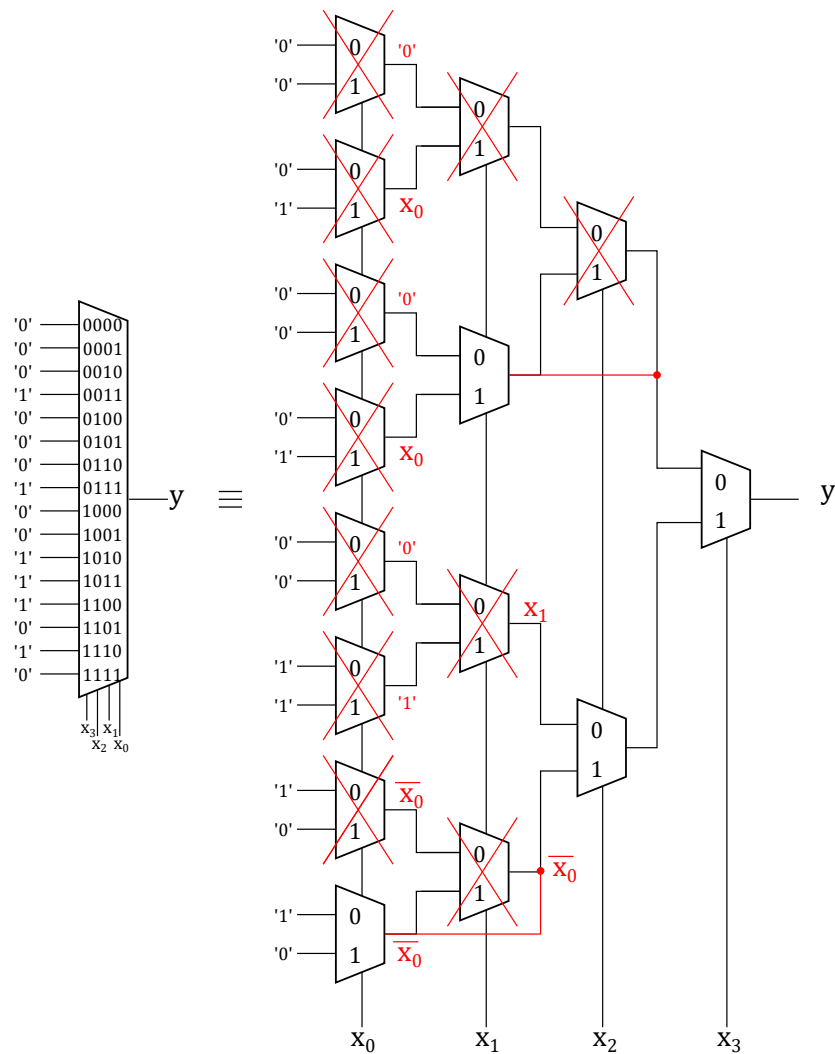 '0' 0000
'0' 0001
'0' 0010
'1' 0011
'0' 0100
'0' 0101
'0' 0110
'1' 0111
'0' 1000
'0' 1001
'1' 1010
'1' 1011
'1' 1100
'0' 1101
'1' 1110
'0' 1111
x₃ x₁
x₂ x₀
y ≡
'0' 0 '0'
'0' 1
'0' 0
'1' 1 x₀
'0' 0 '0'
'0' 1
'0' 0
'1' 1 x₀
'0' 0 '0'
'0' 1
'1' 0
'1' 1 '1'
'1' 0 x̅₀
'0' 1
'1' 0
'0' 1 x̅₀
0
1
0
1
0 x₁
1
0
1 x̅₀
0
1
0
1
0
1
y
x₀ x₁ x₂ x₃